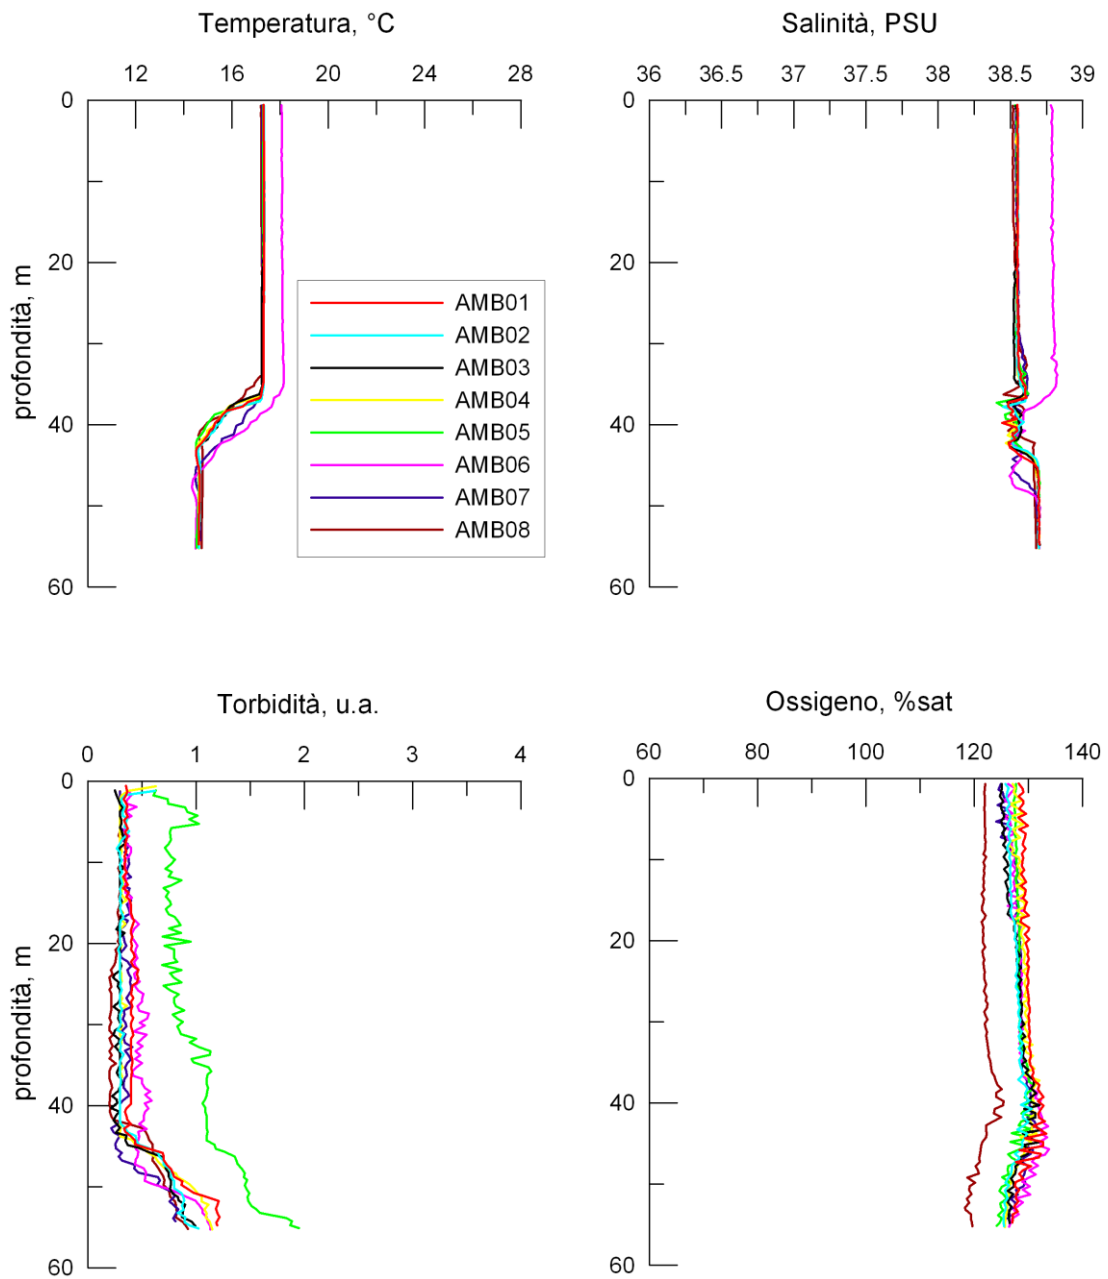 Temperatura, °C
Salinità, PSU
12 16 20 24 28
36 36.5 37 37.5 38 38.5 39
0
20
40
60
profondità, m
0
20
40
60
AMB01
AMB02
AMB03
AMB04
AMB05
AMB06
AMB07
AMB08
Torbidità, u.a.
Ossigeno, %sat
0 1 2 3 4
60 80 100 120 140
0
20
40
60
profondità, m
0
20
40
60